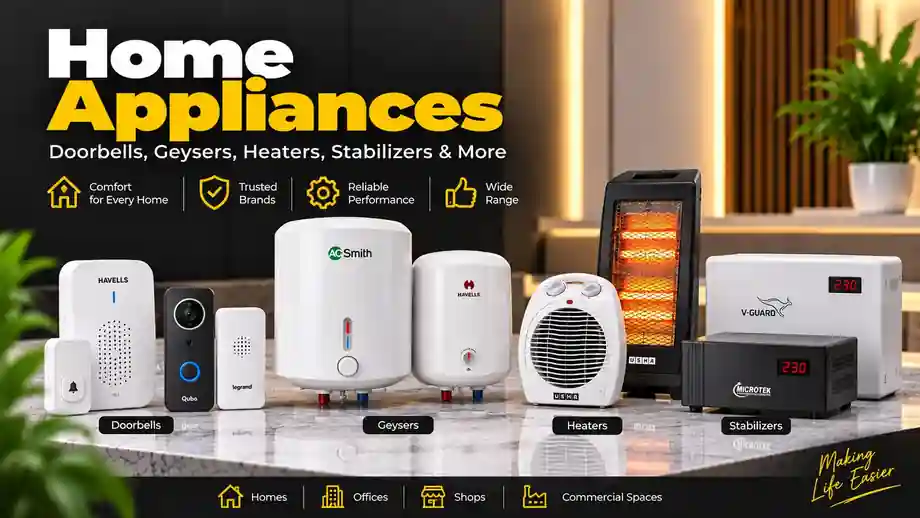 Home
Appliances
Doorbells, Geysers, Heaters, Stabilizers & More
Comfort
for Every Home
Trusted
Brands
Reliable
Performance
Wide
Range
HAVELLS
Qubo
legrand
AO Smith
HAVELLS
USHA
USHA
V-GUARD
230
MICROTEK
230
Doorbells
Geysers
Heaters
Stabilizers
Homes
Offices
Shops
Commercial Spaces
Making
Life Easier